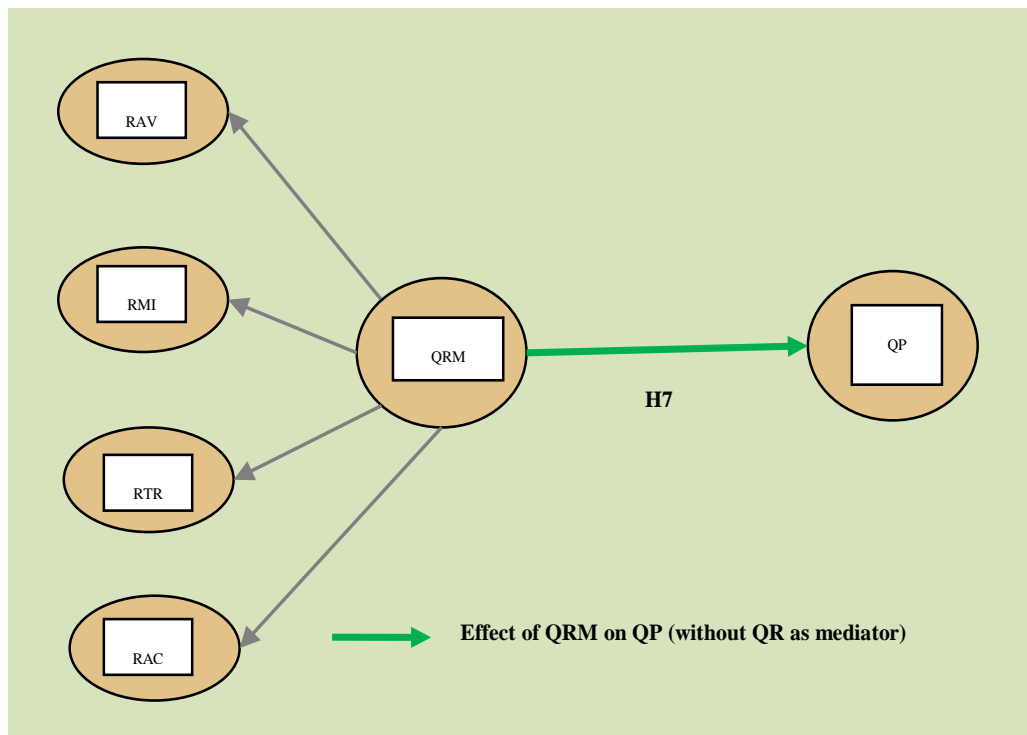 RAV
RMI
QRM
QP
H7
RTR
RAC
Effect of QRM on QP (without QR as mediator)